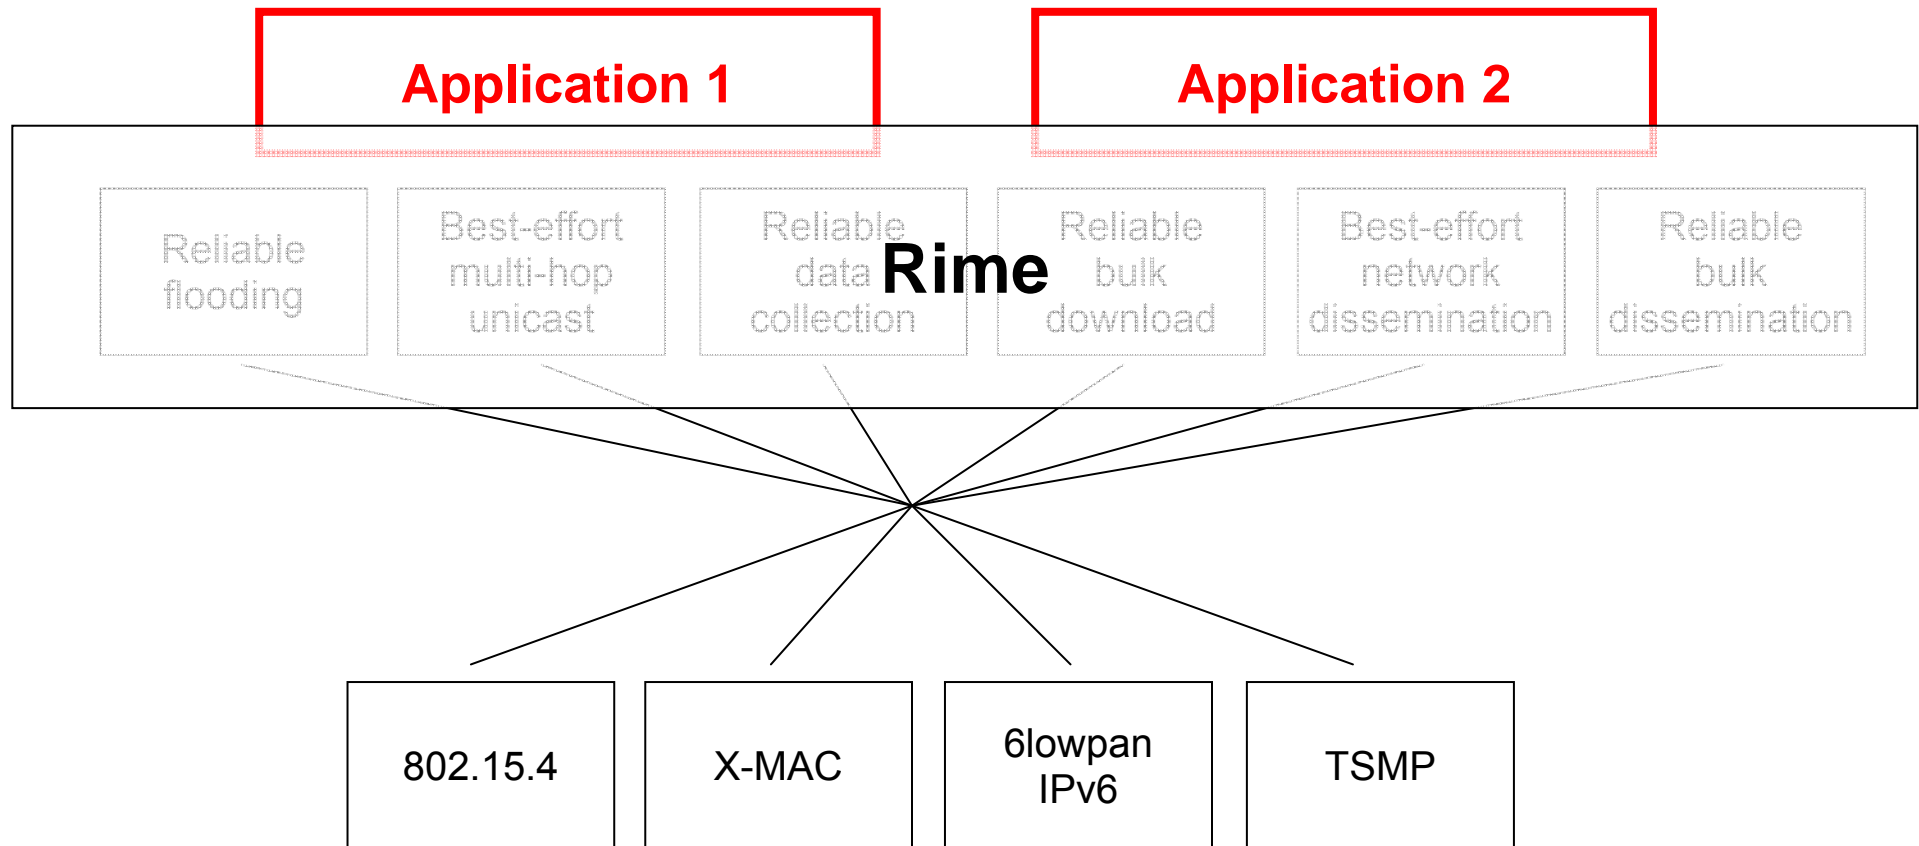 Application 1
Application 2
Reliable
flooding
Best-effort
multi-hop
unicast
Reliable
data
collection
Rime
Reliable
bulk
download
Best-effort
network
dissemination
Reliable
bulk
dissemination
802.15.4
X-MAC
6lowpan
IPv6
TSMP